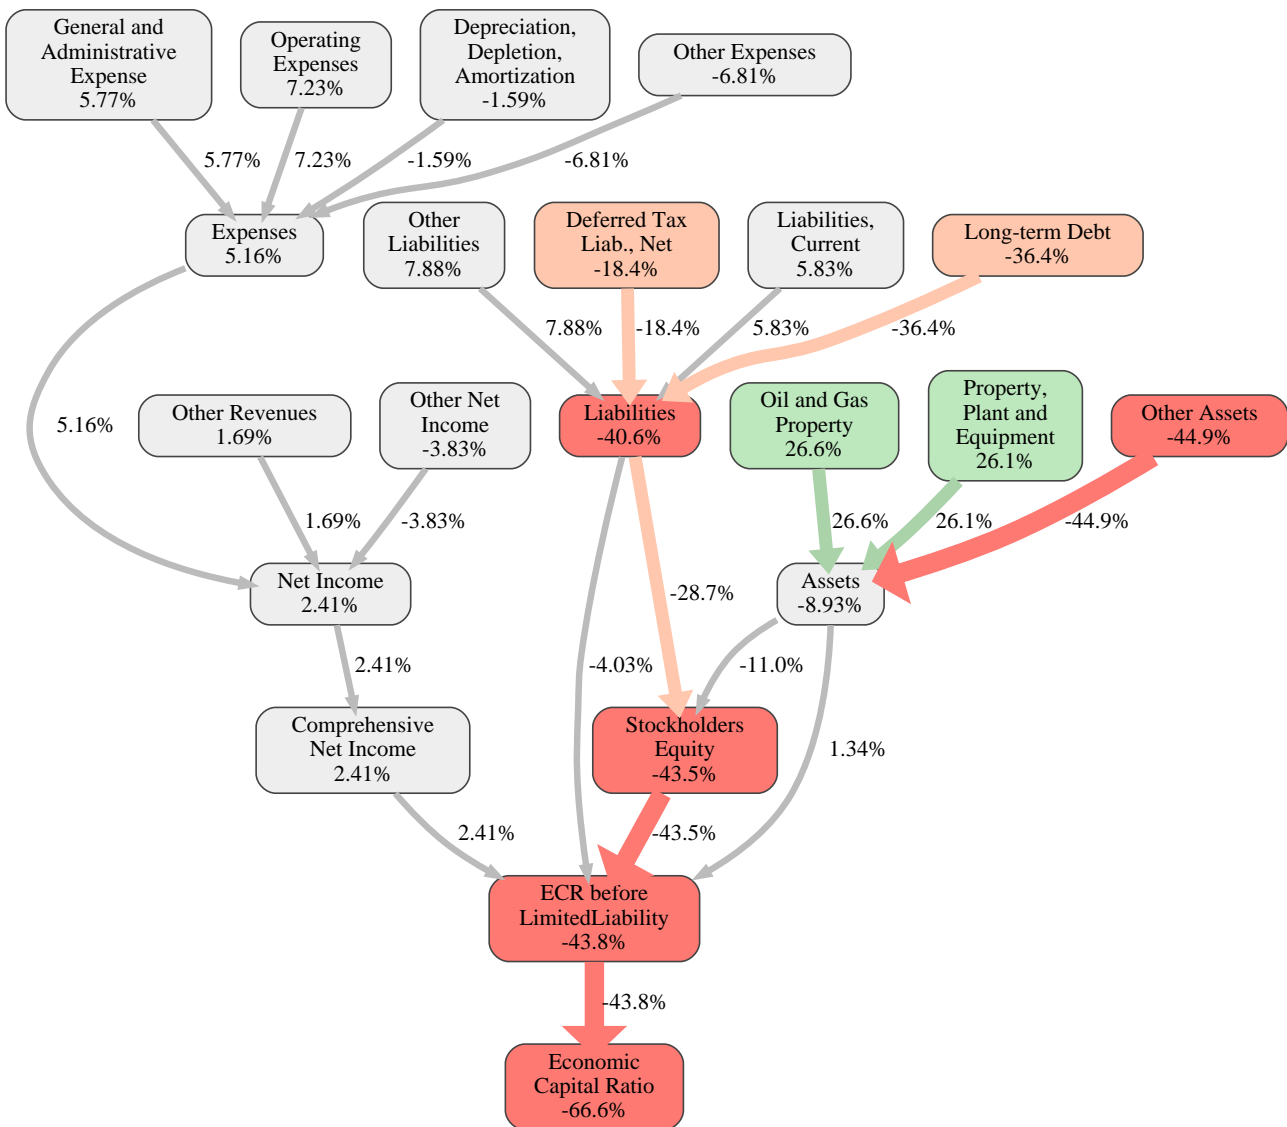 General and
Administrative
Expense
5.77%
Operating
Expenses
7.23%
Depreciation,
Depletion,
Amortization
-1.59%
Other Expenses
-6.81%
5.77%
7.23%
-1.59%
-6.81%
Expenses
5.16%
Other
Liabilities
7.88%
Deferred Tax
Liab., Net
-18.4%
Liabilities,
Current
5.83%
Long-term Debt
-36.4%
7.88%
-18.4%
5.83%
-36.4%
5.16%
Other Revenues
1.69%
Other Net
Income
-3.83%
Liabilities
-40.6%
Oil and Gas
Property
26.6%
Property,
Plant and
Equipment
26.1%
Other Assets
-44.9%
1.69%
-3.83%
26.6%
26.1%
-44.9%
Net Income
2.41%
Assets
-8.93%
-28.7%
2.41%
-4.03%
-11.0%
Comprehensive
Net Income
2.41%
Stockholders
Equity
-43.5%
1.34%
2.41%
-43.5%
ECR before
LimitedLiability
-43.8%
-43.8%
Economic
Capital Ratio
-66.6%